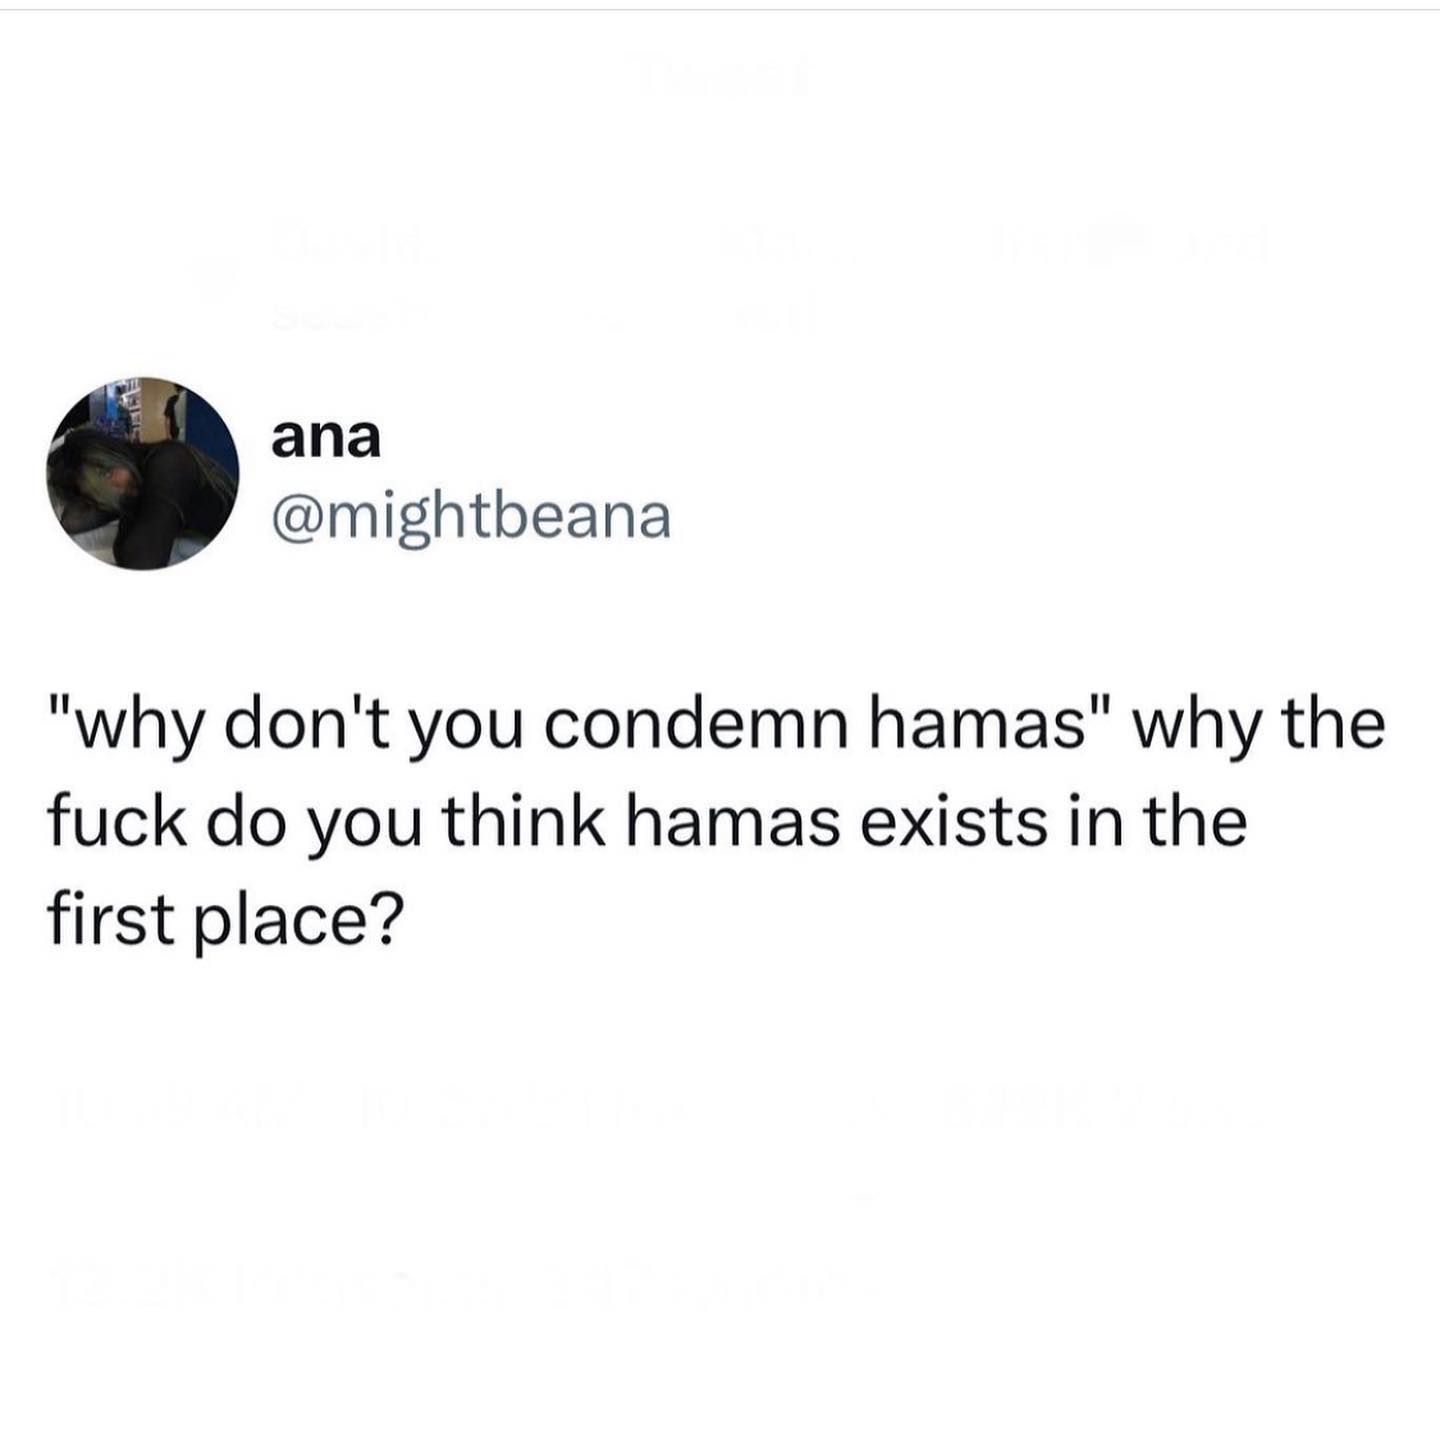 ana
@mightbeana
"why don't you condemn hamas" why the
fuck do you think hamas exists in the
first place?